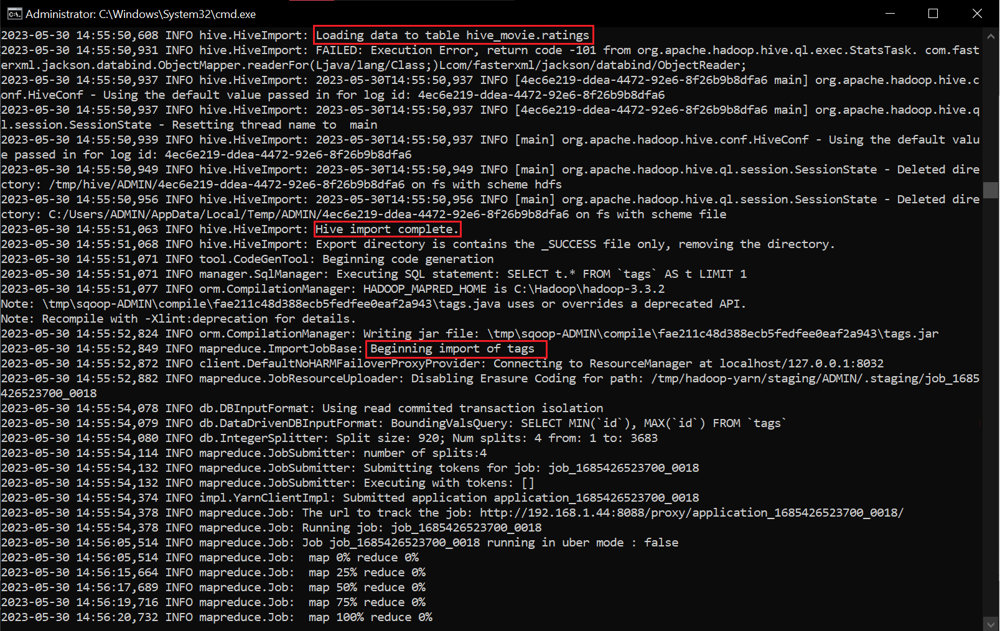 Administrator: C:\Windows\System32\cmd.exe
2023-05-30 14:55:50,608 INFO hive.HiveImport: Loading data to table hive_movie.ratings
2023-05-30 14:55:50,931 INFO hive.HiveImport: FAILED: Execution Error, return code -101 from org.apache.hadoop.hive.ql.exec.StatsTask. com.fast
erxml.jackson.databind.ObjectMapper.readerFor(Ljava/lang/Class;)Lcom/fasterxml/jackson/databind/ObjectReader;
2023-05-30 14:55:50,937 INFO hive.HiveImport: 2023-05-30T14:55:50,937 INFO [4ec6e219-ddea-4472-92e6-8f26b9b8dfa6 main] org.apache.hadoop.hive.c
onf.HiveConf - Using the default value passed in for log id: 4ec6e219-ddea-4472-92e6-8f26b9b8dfa6
2023-05-30 14:55:50,937 INFO hive.HiveImport: 2023-05-30T14:55:50,937 INFO [4ec6e219-ddea-4472-92e6-8f26b9b8dfa6 main] org.apache.hadoop.hive.q
l.session.SessionState - Resetting thread name to  main
2023-05-30 14:55:50,939 INFO hive.HiveImport: 2023-05-30T14:55:50,937 INFO [main] org.apache.hadoop.hive.conf.HiveConf - Using the default valu
e passed in for log id: 4ec6e219-ddea-4472-92e6-8f26b9b8dfa6
2023-05-30 14:55:50,949 INFO hive.HiveImport: 2023-05-30T14:55:50,949 INFO [main] org.apache.hadoop.hive.ql.session.SessionState - Deleted dire
ctory: /tmp/hive/ADMIN/4ec6e219-ddea-4472-92e6-8f26b9b8dfa6 on fs with scheme hdfs
2023-05-30 14:55:50,956 INFO hive.HiveImport: 2023-05-30T14:55:50,956 INFO [main] org.apache.hadoop.hive.ql.session.SessionState - Deleted dire
ctory: C:/Users/ADMIN/AppData/Local/Temp/ADMIN/4ec6e219-ddea-4472-92e6-8f26b9b8dfa6 on fs with scheme file
2023-05-30 14:55:51,063 INFO hive.HiveImport: Hive import complete.
2023-05-30 14:55:51,068 INFO hive.HiveImport: Export directory is contains the _SUCCESS file only, removing the directory.
2023-05-30 14:55:51,071 INFO tool.CodeGenTool: Beginning code generation
2023-05-30 14:55:51,071 INFO manager.SqlManager: Executing SQL statement: SELECT t.* FROM `tags` AS t LIMIT 1
2023-05-30 14:55:51,077 INFO orm.CompilationManager: HADOOP_MAPRED_HOME is C:\Hadoop\hadoop-3.3.2
Note: \tmp\sqoop-ADMIN\compile\fae211c48d388ecb5fedfee0eaf2a943\tags.java uses or overrides a deprecated API.
Note: Recompile with -Xlint:deprecation for details.
2023-05-30 14:55:52,824 INFO orm.CompilationManager: Writing jar file: \tmp\sqoop-ADMIN\compile\fae211c48d388ecb5fedfee0eaf2a943\tags.jar
2023-05-30 14:55:52,849 INFO mapreduce.ImportJobBase: Beginning import of tags
2023-05-30 14:55:52,872 INFO client.DefaultNoHARMFailoverProxyProvider: Connecting to ResourceManager at localhost/127.0.0.1:8032
2023-05-30 14:55:52,882 INFO mapreduce.JobResourceUploader: Disabling Erasure Coding for path: /tmp/hadoop-yarn/staging/ADMIN/.staging/job_1685
426523700_0018
2023-05-30 14:55:54,078 INFO db.DBInputFormat: Using read commited transaction isolation
2023-05-30 14:55:54,079 INFO db.DataDrivenDBInputFormat: BoundingValsQuery: SELECT MIN(`id`), MAX(`id`) FROM `tags`
2023-05-30 14:55:54,080 INFO db.IntegerSplitter: Split size: 920; Num splits: 4 from: 1 to: 3683
2023-05-30 14:55:54,114 INFO mapreduce.JobSubmitter: number of splits:4
2023-05-30 14:55:54,132 INFO mapreduce.JobSubmitter: Submitting tokens for job: job_1685426523700_0018
2023-05-30 14:55:54,132 INFO mapreduce.JobSubmitter: Executing with tokens: []
2023-05-30 14:55:54,374 INFO impl.YarnClientImpl: Submitted application application_1685426523700_0018
2023-05-30 14:55:54,378 INFO mapreduce.Job: The url to track the job: http://192.168.1.44:8088/proxy/application_1685426523700_0018/
2023-05-30 14:55:54,378 INFO mapreduce.Job: Running job: job_1685426523700_0018
2023-05-30 14:56:05,514 INFO mapreduce.Job: Job job_1685426523700_0018 running in uber mode : false
2023-05-30 14:56:05,514 INFO mapreduce.Job:  map 0% reduce 0%
2023-05-30 14:56:15,664 INFO mapreduce.Job:  map 25% reduce 0%
2023-05-30 14:56:17,689 INFO mapreduce.Job:  map 50% reduce 0%
2023-05-30 14:56:19,716 INFO mapreduce.Job:  map 75% reduce 0%
2023-05-30 14:56:20,732 INFO mapreduce.Job:  map 100% reduce 0%